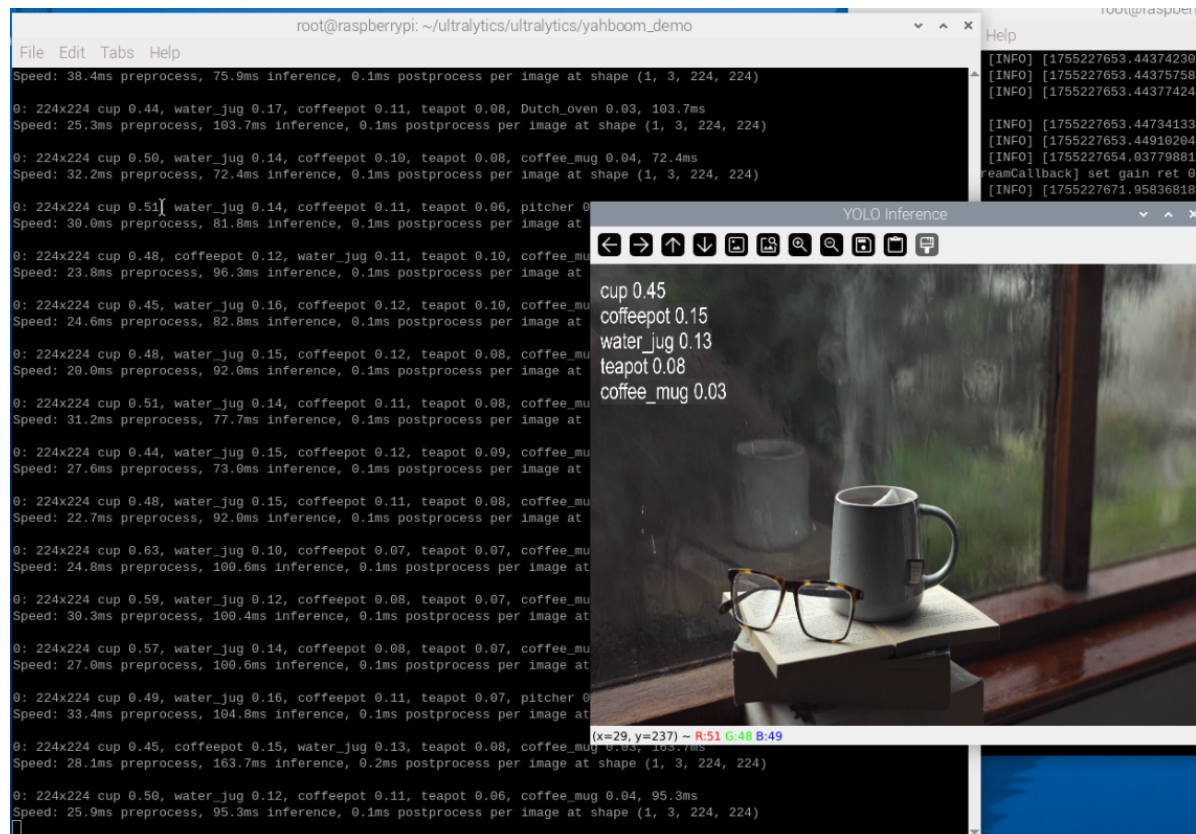 root@raspberrypi: ~/ultralytics/ultralytics/yahboom_demo
File Edit Tabs Help
Speed: 38.4ms preprocess, 75.9ms inference, 0.1ms postprocess per image at shape (1, 3, 224, 224)
0: 224x224 cup 0.44, water_jug 0.17, coffeepot 0.11, teapot 0.08, Dutch_oven 0.03, 103.7ms
Speed: 25.3ms preprocess, 103.7ms inference, 0.1ms postprocess per image at shape (1, 3, 224, 224)
0: 224x224 cup 0.50, water_jug 0.14, coffeepot 0.10, teapot 0.08, coffee_mug 0.04, 72.4ms
Speed: 32.2ms preprocess, 72.4ms inference, 0.1ms postprocess per image at shape (1, 3, 224, 224)
0: 224x224 cup 0.51, water_jug 0.14, coffeepot 0.11, teapot 0.06, pitcher 0
Speed: 30.0ms preprocess, 81.8ms inference, 0.1ms postprocess per image at
0: 224x224 cup 0.48, coffeepot 0.12, water_jug 0.11, teapot 0.10, coffee_mu
Speed: 23.8ms preprocess, 96.3ms inference, 0.1ms postprocess per image at
0: 224x224 cup 0.45, water_jug 0.16, coffeepot 0.12, teapot 0.10, coffee_mu
Speed: 24.6ms preprocess, 82.8ms inference, 0.1ms postprocess per image at
0: 224x224 cup 0.48, water_jug 0.15, coffeepot 0.12, teapot 0.08, coffee_mu
Speed: 20.0ms preprocess, 92.0ms inference, 0.1ms postprocess per image at
0: 224x224 cup 0.51, water_jug 0.14, coffeepot 0.11, teapot 0.08, coffee_mu
Speed: 31.2ms preprocess, 77.7ms inference, 0.1ms postprocess per image at
0: 224x224 cup 0.44, water_jug 0.15, coffeepot 0.12, teapot 0.09, coffee_mu
Speed: 27.6ms preprocess, 73.0ms inference, 0.1ms postprocess per image at
0: 224x224 cup 0.48, water_jug 0.15, coffeepot 0.11, teapot 0.08, coffee_mu
Speed: 22.7ms preprocess, 92.0ms inference, 0.1ms postprocess per image at
0: 224x224 cup 0.63, water_jug 0.10, coffeepot 0.07, teapot 0.07, coffee_mu
Speed: 24.8ms preprocess, 100.6ms inference, 0.1ms postprocess per image at
0: 224x224 cup 0.59, water_jug 0.12, coffeepot 0.08, teapot 0.07, coffee_mu
Speed: 30.3ms preprocess, 100.4ms inference, 0.1ms postprocess per image at
0: 224x224 cup 0.57, water_jug 0.14, coffeepot 0.08, teapot 0.07, coffee_mu
Speed: 27.0ms preprocess, 100.6ms inference, 0.1ms postprocess per image at
0: 224x224 cup 0.49, water_jug 0.16, coffeepot 0.11, teapot 0.07, pitcher 0
Speed: 33.4ms preprocess, 104.8ms inference, 0.1ms postprocess per image at
0: 224x224 cup 0.45, coffeepot 0.15, water_jug 0.13, teapot 0.08, coffee_mug 0.03, 163.7ms
Speed: 28.1ms preprocess, 163.7ms inference, 0.2ms postprocess per image at shape (1, 3, 224, 224)
0: 224x224 cup 0.50, water_jug 0.12, coffeepot 0.11, teapot 0.06, coffee_mug 0.04, 95.3ms
Speed: 25.9ms preprocess, 95.3ms inference, 0.1ms postprocess per image at shape (1, 3, 224, 224)
Help
[INFO] [1755227653.44374230
[INFO] [1755227653.44375758
[INFO] [1755227653.44377424
[INFO] [1755227653.44734133
[INFO] [1755227653.44910204
[INFO] [1755227654.03779881
reamCallback] set gain ret 0
[INFO] [1755227671.95836818
YOLO Inference
cup 0.45
coffeepot 0.15
water_jug 0.13
teapot 0.08
coffee_mug 0.03
(x=29, y=237) ~ R:51 G:48 B:49